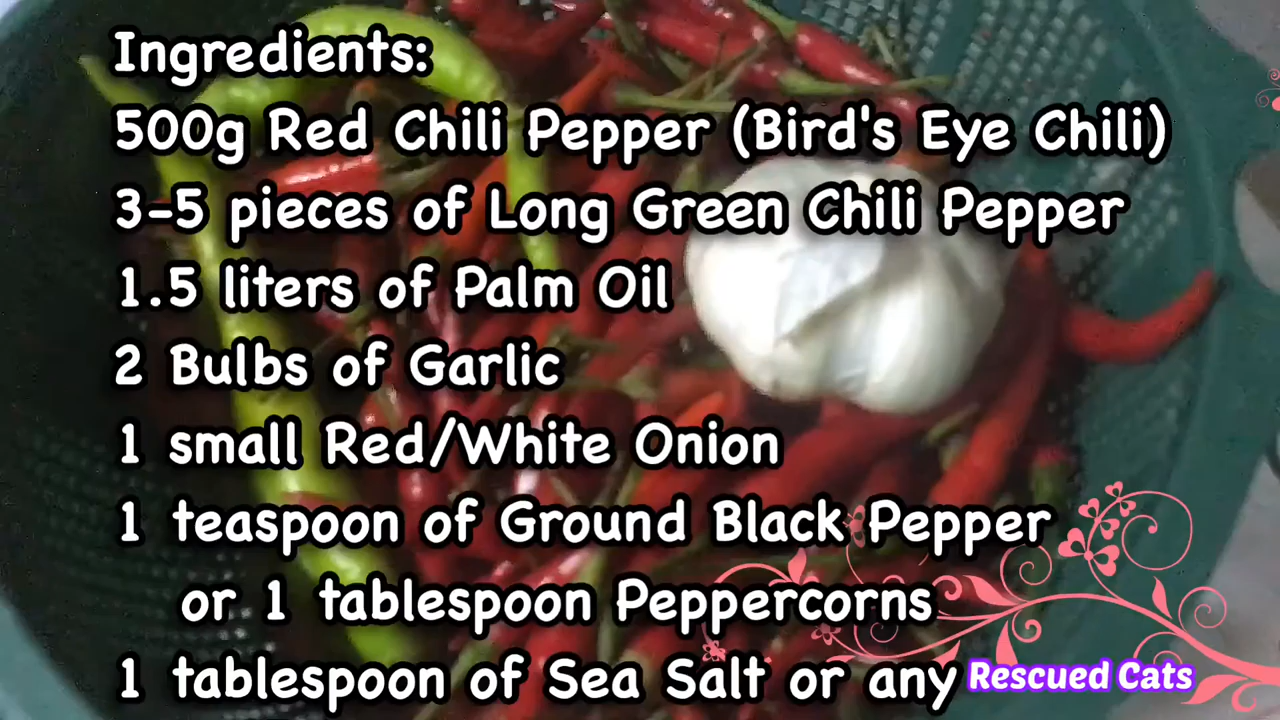 Ingredients:
500g Red Chili Pepper (Bird's Eye Chili)
3-5 pieces of Long Green Chili Pepper
1.5 liters of Palm Oil
2 Bulbs of Garlic
1 small Red/White Onion
1 teaspoon of Ground Black Pepper
or 1 tablespoon Peppercorns
1 tablespoon of Sea Salt or any
Rescued Cats